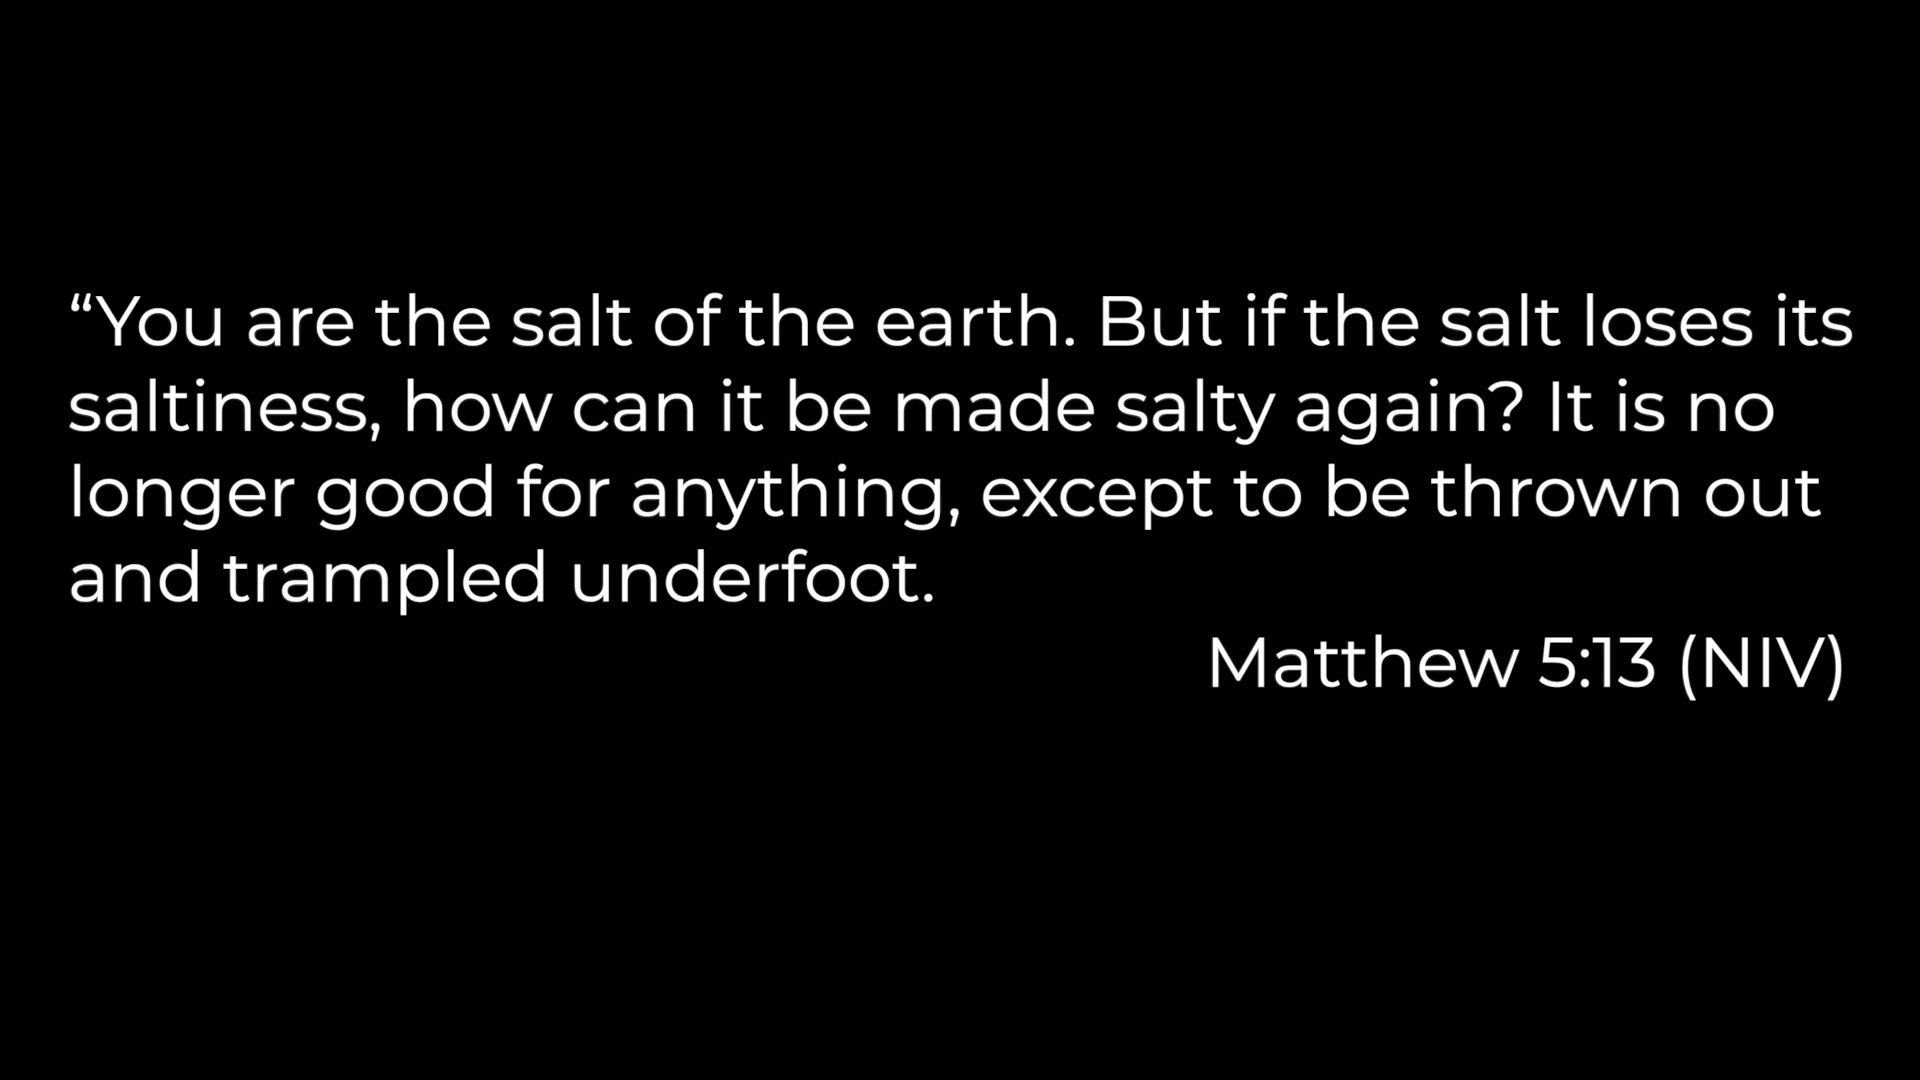 “You are the salt of the earth. But if the salt loses its
saltiness, how can it be made salty again? It is no
longer good for anything, except to be thrown out
and trampled underfoot.
Matthew 5:13 (NIV)